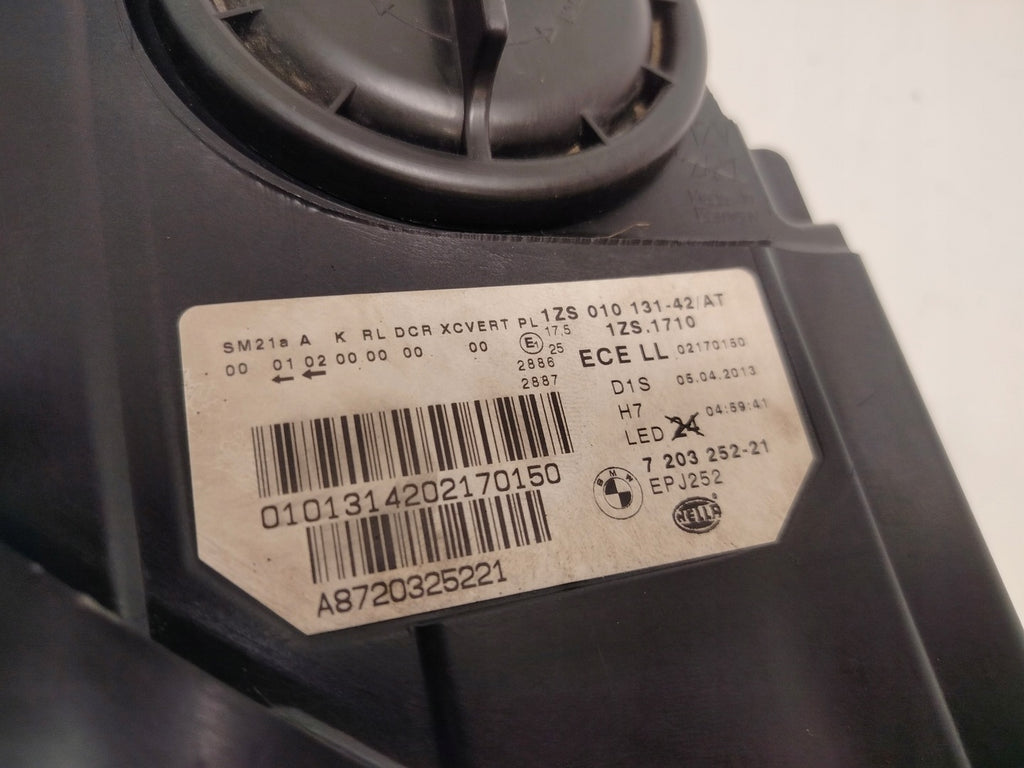 SM21a A K RL DCR XCVERT PL
00 01 02 00 00 00 00
E1 17.5
25
2886
2887
1ZS 010 131-42/AT
1ZS.1710
ECE LL 02170150
D1S 05.04.2013
H7 04:59:41
LED 24
7 203 252-21
EPJ252
BMW
HELLA
0101314202170150
A8720325221